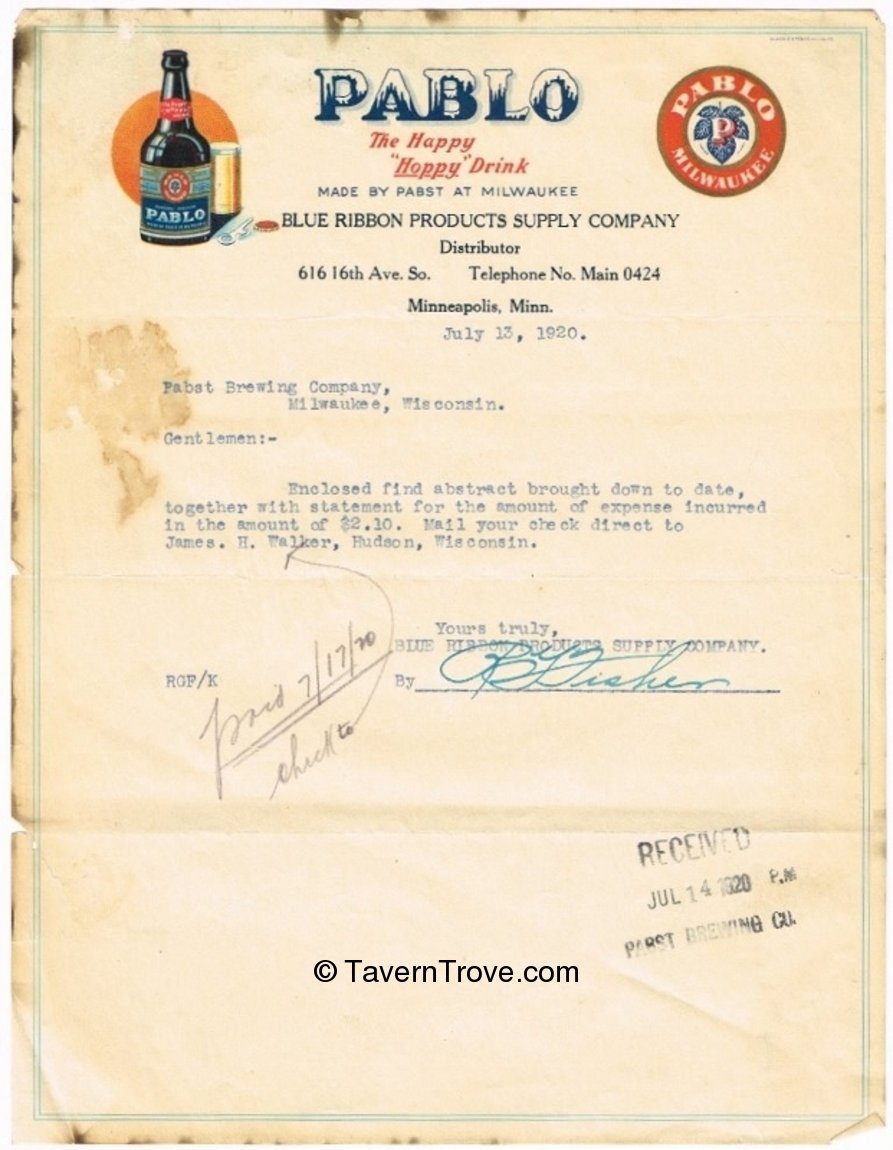 PABLO
The Happy
"Hoppy" Drink
MADE BY PABST AT MILWAUKEE
PABLO
MILWAUKEE
P
PABLO
BLUE RIBBON PRODUCTS SUPPLY COMPANY
Distributor
616 16th Ave. So. Telephone No. Main 0424
Minneapolis, Minn.
July 13, 1920.
Pabst Brewing Company,
Milwaukee, Wisconsin.
Gentlemen:-
Enclosed find abstract brought down to date,
together with statement for the amount of expense incurred
in the amount of $2.10. Mail your check direct to
James. H. Walker, Hudson, Wisconsin.
Yours truly,
BLUE RIBBON PRODUCTS SUPPLY COMPANY.
RGF/K
By R G Fisher
paid 7/17/20
check to
RECEIVED
JUL 14 1920 P.M
PABST BREWING CO.
© TavernTrove.com